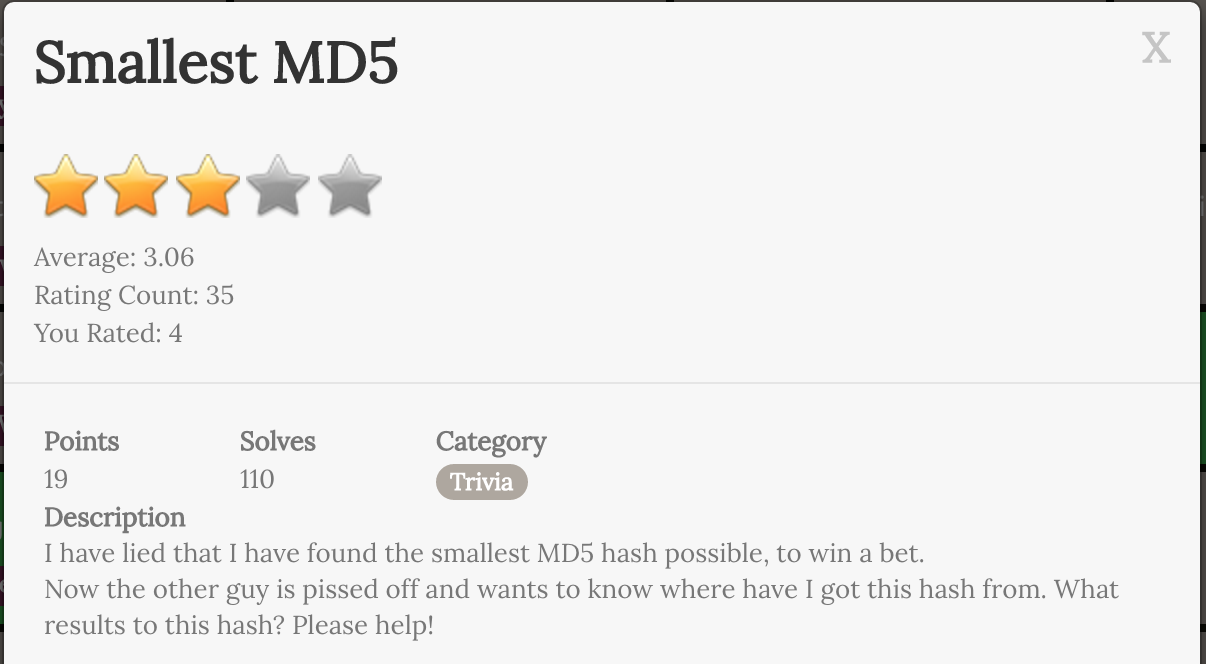 Smallest MD5
X
Average: 3.06
Rating Count: 35
You Rated: 4
Points Solves Category
19 110 Trivia
Description
I have lied that I have found the smallest MD5 hash possible, to win a bet.
Now the other guy is pissed off and wants to know where have I got this hash from. What
results to this hash? Please help!